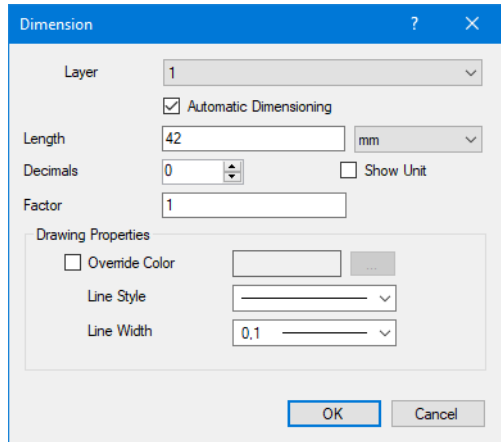 Dimension ?
Layer 1
Automatic Dimensioning
Length 42 mm
Decimals 0 Show Unit
Factor 1
Drawing Properties
Override Color ...
Line Style
Line Width 0,1
OK Cancel